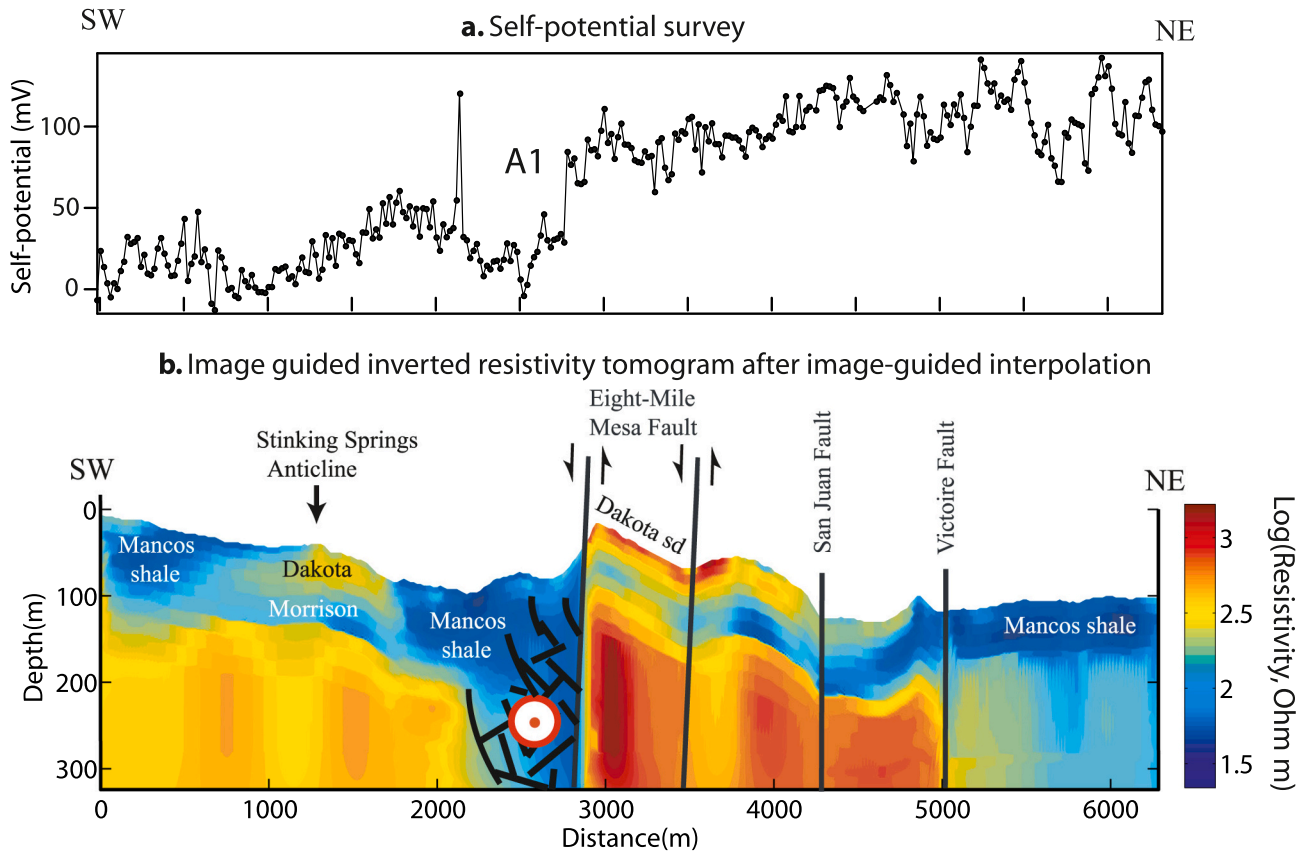 SW
a. Self-potential survey
NE
Self-potential (mV)
100
50
0
A1
b. Image guided inverted resistivity tomogram after image-guided interpolation
Eight-Mile
Mesa Fault
Stinking Springs
Anticline
SW
San Juan Fault
Victoire Fault
NE
Dakota sd
Mancos
shale
Dakota
Morrison
Mancos
shale
Mancos shale
Depth(m)
0
100
200
300
0
1000
2000
3000
4000
5000
6000
Distance(m)
3
2.5
2
1.5
Log(Resistivity, Ohm m)